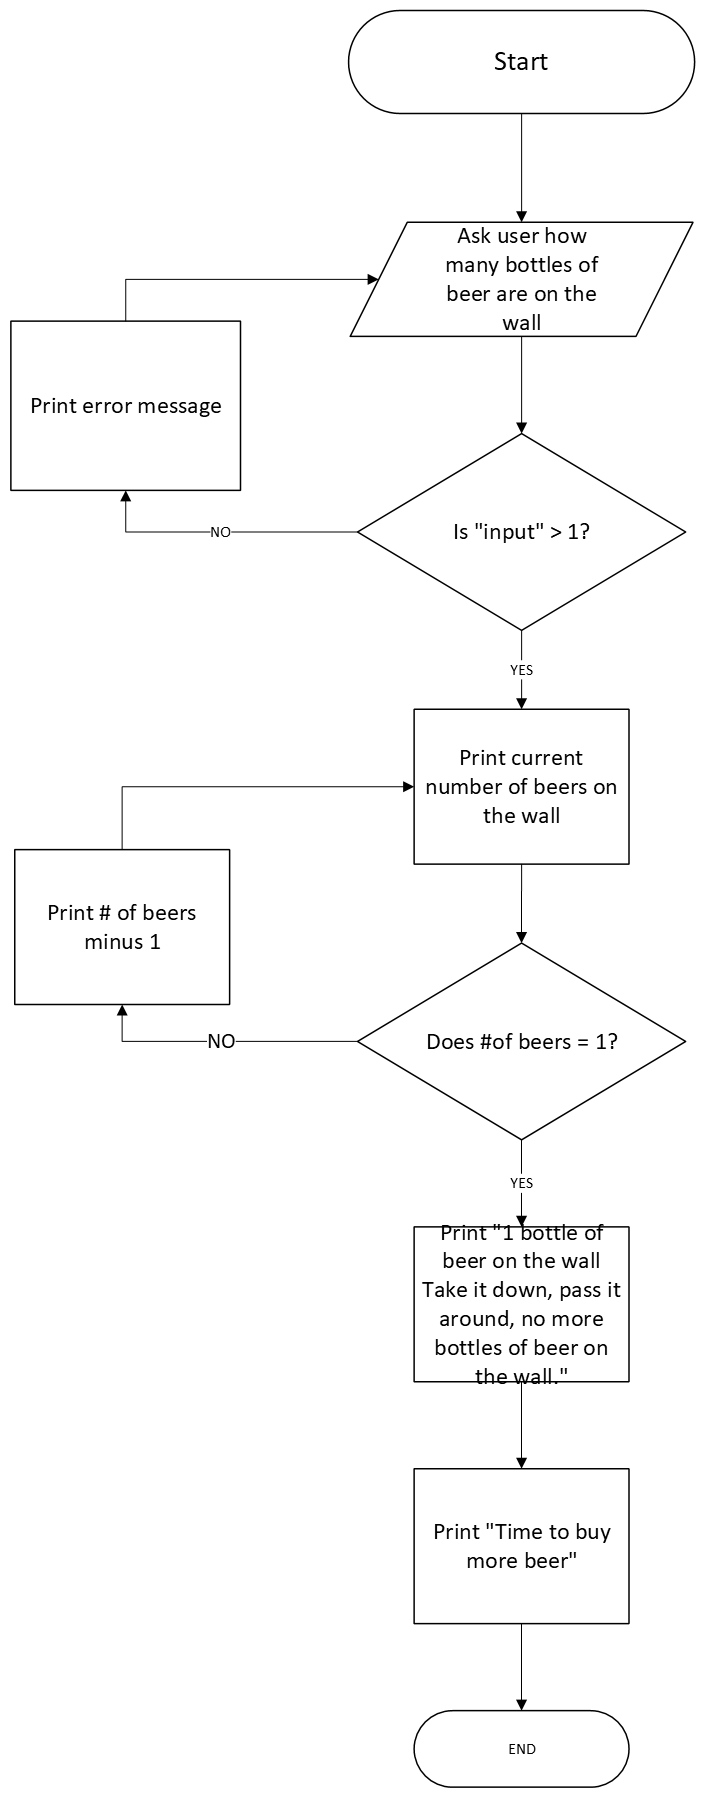 Start
Ask user how
many bottles of
beer are on the
wall
Print error message
Is "input" > 1?
NO
YES
Print current
number of beers on
the wall
Print # of beers
minus 1
Does #of beers = 1?
NO
YES
Print "1 bottle of
beer on the wall
Take it down, pass it
around, no more
bottles of beer on
the wall."
Print "Time to buy
more beer"
END